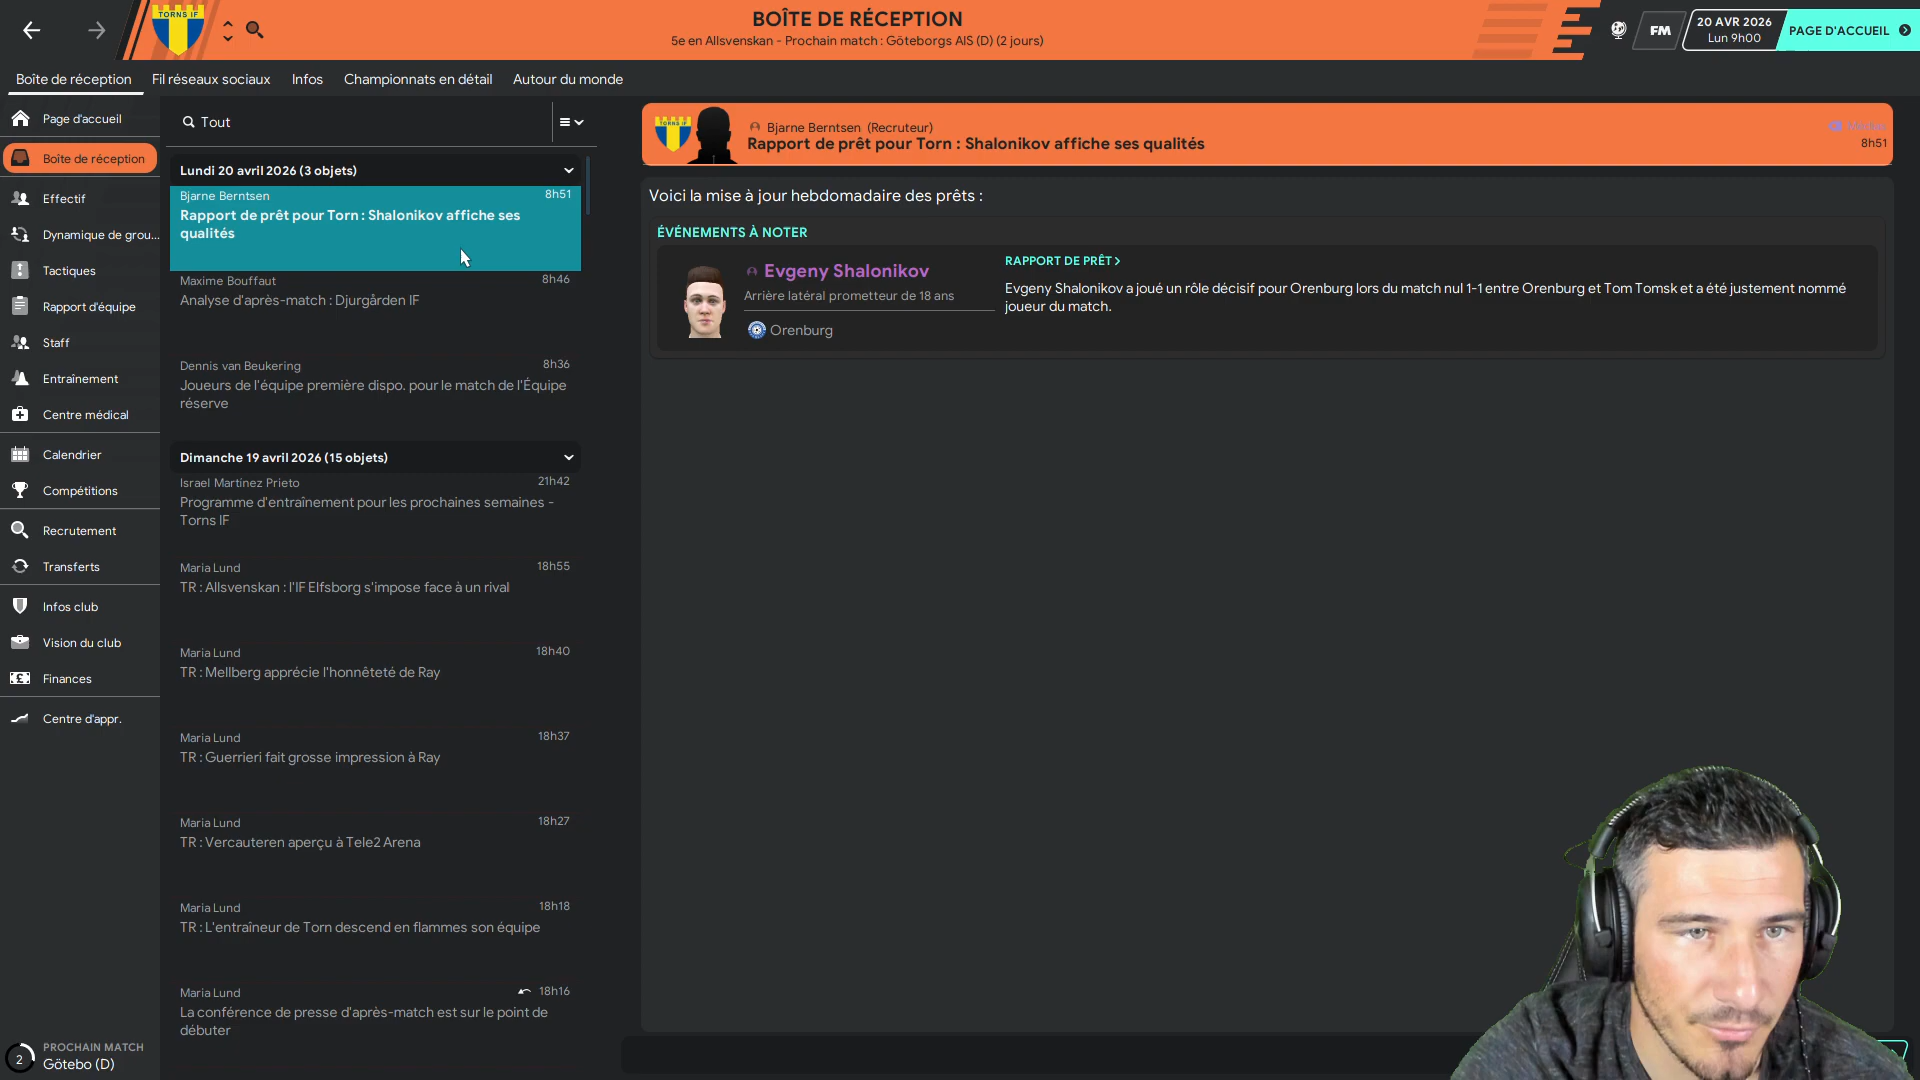 TORNS IF
BOÎTE DE RÉCEPTION
5e en Allsvenskan - Prochain match : Göteborgs AIS (D) (2 jours)
FM
20 AVR 2026
Lun 9h00
PAGE D'ACCUEIL
Boîte de réception
Fil réseaux sociaux
Infos
Championnats en détail
Autour du monde
Page d'accueil
Boîte de réception
Effectif
Dynamique de grou...
Tactiques
Rapport d'équipe
Staff
Entraînement
Centre médical
Calendrier
Compétitions
Recrutement
Transferts
Infos club
Vision du club
Finances
Centre d'appr.
2
PROCHAIN MATCH
Götebo (D)
Tout
Lundi 20 avril 2026 (3 objets)
Bjarne Berntsen 8h51
Rapport de prêt pour Torn : Shalonikov affiche ses
qualités
Maxime Bouffaut 8h46
Analyse d'après-match : Djurgården IF
Dennis van Beukering 8h36
Joueurs de l'équipe première dispo. pour le match de l'Équipe
réserve
Dimanche 19 avril 2026 (15 objets)
Israel Martínez Prieto 21h42
Programme d'entraînement pour les prochaines semaines -
Torns IF
Maria Lund 18h55
TR : Allsvenskan : l'IF Elfsborg s'impose face à un rival
Maria Lund 18h40
TR : Mellberg apprécie l'honnêteté de Ray
Maria Lund 18h37
TR : Guerrieri fait grosse impression à Ray
Maria Lund 18h27
TR : Vercauteren aperçu à Tele2 Arena
Maria Lund 18h18
TR : L'entraîneur de Torn descend en flammes son équipe
Maria Lund 18h16
La conférence de presse d'après-match est sur le point de
débuter
TORNS IF
Bjarne Berntsen (Recruteur)
Rapport de prêt pour Torn : Shalonikov affiche ses qualités
8h51
Voici la mise à jour hebdomadaire des prêts :
ÉVÉNEMENTS À NOTER
Evgeny Shalonikov
Arrière latéral prometteur de 18 ans
Orenburg
RAPPORT DE PRÊT >
Evgeny Shalonikov a joué un rôle décisif pour Orenburg lors du match nul 1-1 entre Orenburg et Tom Tomsk et a été justement nommé
joueur du match.